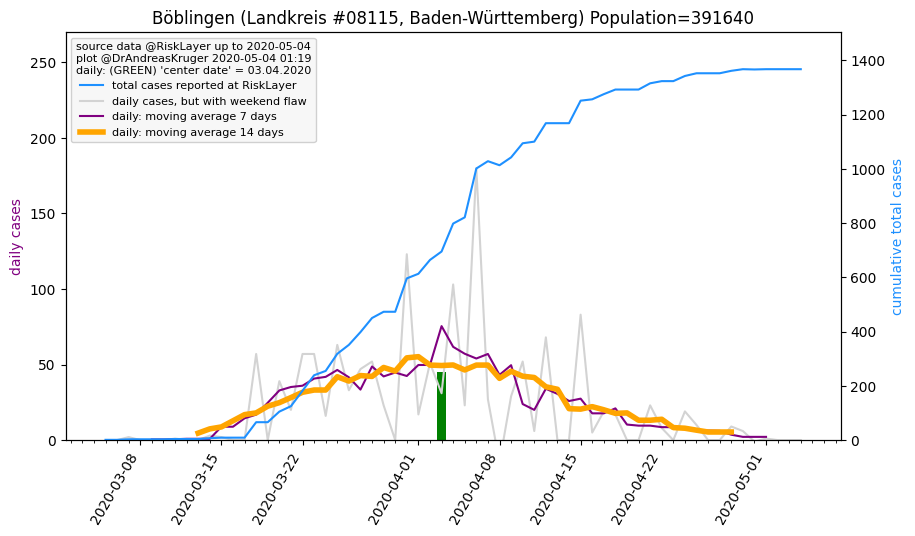 Böblingen (Landkreis #08115, Baden-Württemberg) Population=391640
source data @RiskLayer up to 2020-05-04
plot @DrAndreasKruger 2020-05-04 01:19
daily: (GREEN) 'center date' = 03.04.2020
total cases reported at RiskLayer
daily cases, but with weekend flaw
daily: moving average 7 days
daily: moving average 14 days
daily cases
250
200
150
100
50
0
cumulative total cases
1400
1200
1000
800
600
400
200
0
2020-03-08
2020-03-15
2020-03-22
2020-04-01
2020-04-08
2020-04-15
2020-04-22
2020-05-01